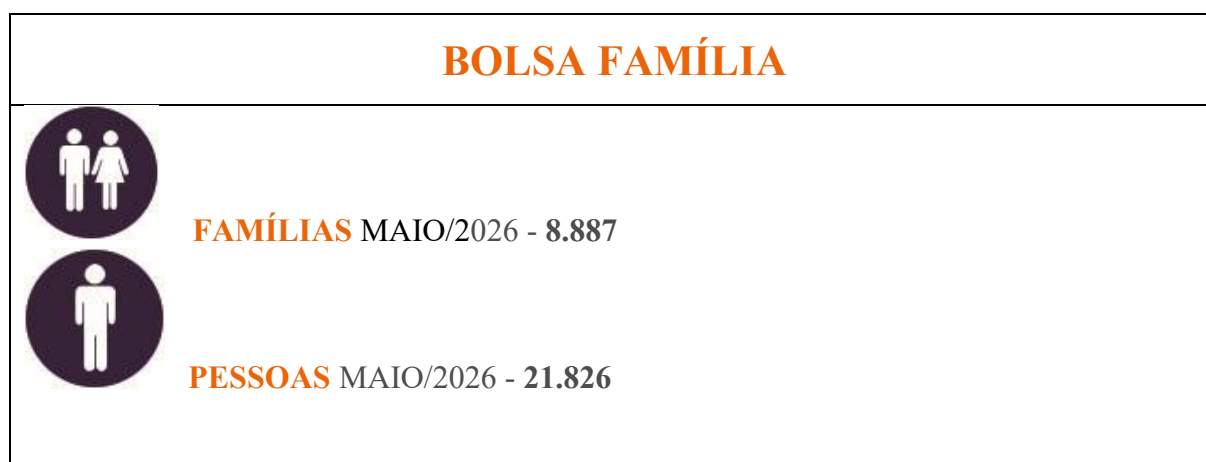 BOLSA FAMÍLIA
FAMÍLIAS MAIO/2026 - 8.887
PESSOAS MAIO/2026 - 21.826